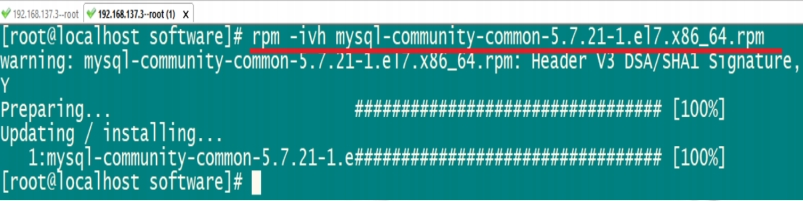 192.168.137.3--root 192.168.137.3--root (1) x
[root@localhost software]# rpm -ivh mysql-community-common-5.7.21-1.el7.x86_64.rpm
warning: mysql-community-common-5.7.21-1.el7.x86_64.rpm: Header V3 DSA/SHA1 Signature,
Y
Preparing... ################################# [100%]
Updating / installing...
1:mysql-community-common-5.7.21-1.e################################# [100%]
[root@localhost software]#